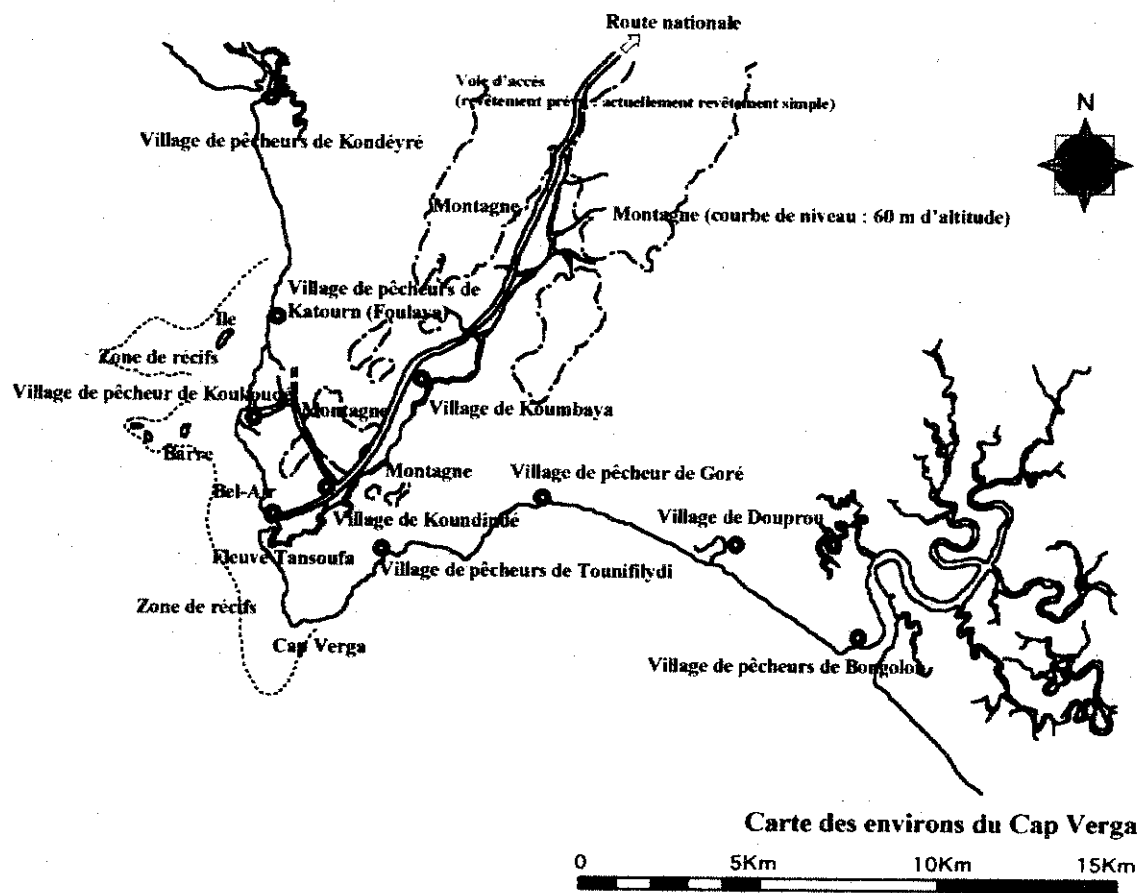 Route nationale
Voie d'accès
(revêtement prévu : actuellement revêtement simple)
N
Village de pêcheurs de Kondéyré
Montagne
Montagne (courbe de niveau : 60 m d'altitude)
Village de pêcheurs de
Katourn (Foulaya)
Ile
Zone de récifs
Village de pêcheur de Koukoudé
Montagne
Village de Koumbaya
Barre
Montagne
Village de pêcheur de Goré
Bel-Air
Village de Koundindé
Village de Douprou
Fleuve Tansoufa
Village de pêcheurs de Tounifilydi
Zone de récifs
Cap Verga
Village de pêcheurs de Bongolon
Carte des environs du Cap Verga
0 5Km 10Km 15Km